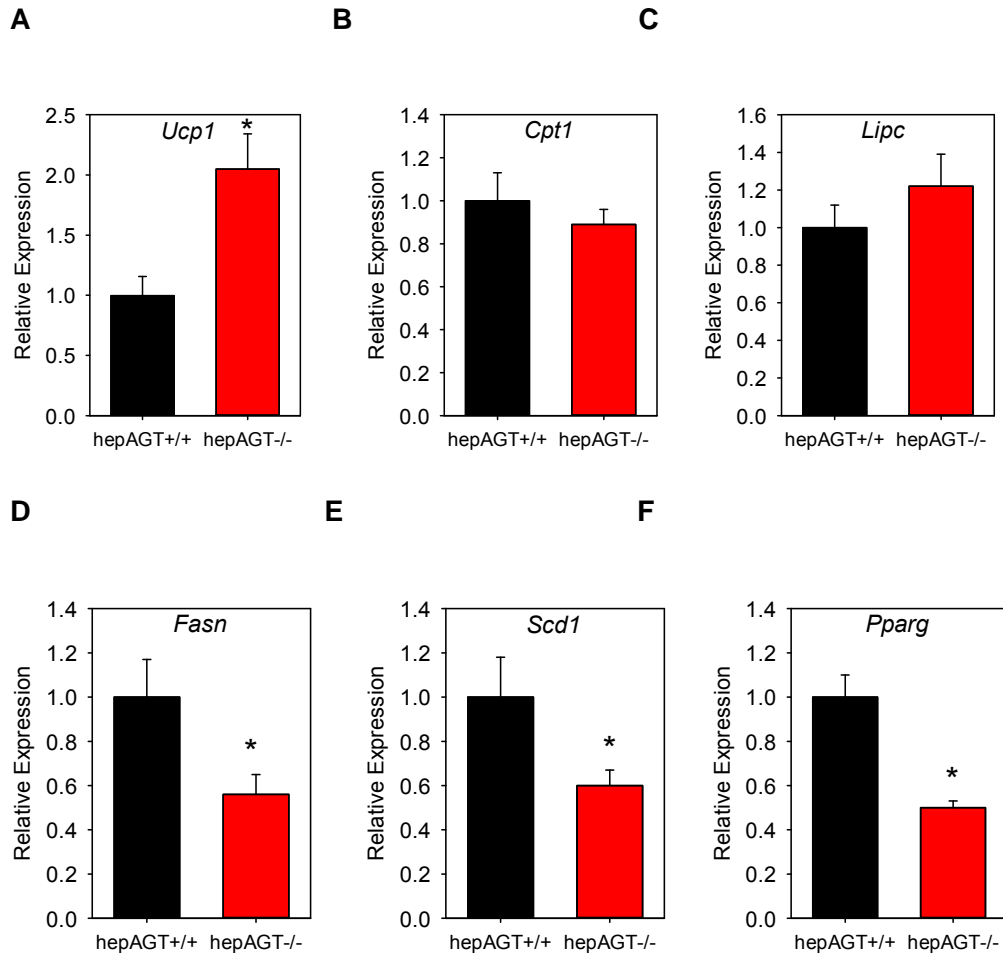 A
B
C
Ucp1
*
Relative Expression
2.5
2.0
1.5
1.0
0.5
0.0
hepAGT+/+ hepAGT-/-
Cpt1
Relative Expression
1.4
1.2
1.0
0.8
0.6
0.4
0.2
0.0
hepAGT+/+ hepAGT-/-
Lipc
Relative Expression
1.6
1.4
1.2
1.0
0.8
0.6
0.4
0.2
0.0
hepAGT+/+ hepAGT-/-
D
E
F
Fasn
*
Relative Expression
1.4
1.2
1.0
0.8
0.6
0.4
0.2
0.0
hepAGT+/+ hepAGT-/-
Scd1
*
Relative Expression
1.4
1.2
1.0
0.8
0.6
0.4
0.2
0.0
hepAGT+/+ hepAGT-/-
Pparg
*
Relative Expression
1.4
1.2
1.0
0.8
0.6
0.4
0.2
0.0
hepAGT+/+ hepAGT-/-